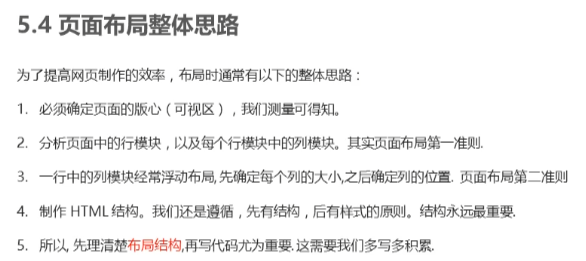 5.4 页面布局整体思路
为了提高网页制作的效率，布局时通常有以下的整体思路：
1. 必须确定页面的版心（可视区），我们测量可得知。
2. 分析页面中的行模块，以及每个行模块中的列模块。其实页面布局第一准则.
3. 一行中的列模块经常浮动布局,先确定每个列的大小,之后确定列的位置. 页面布局第二准则
4. 制作 HTML 结构。我们还是遵循，先有结构，后有样式的原则。结构永远最重要.
5. 所以, 先理清楚布局结构,再写代码尤为重要.这需要我们多写多积累.